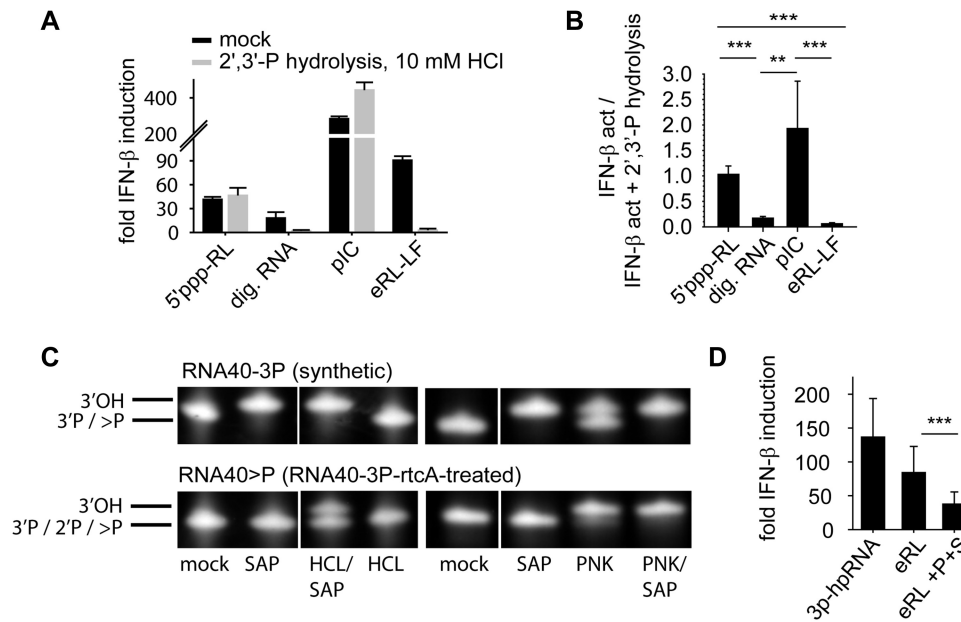 A
mock
2',3'-P hydrolysis, 10 mM HCl
fold IFN-β induction
400
200
90
60
30
0
5'ppp-RL
dig. RNA
pIC
eRL-LF
B
***
***
***
**
IFN-β act /
IFN-β act + 2',3'-P hydrolysis
3.0
2.5
2.0
1.5
1.0
0.5
0.0
5'ppp-RL
dig. RNA
pIC
eRL-LF
C
RNA40-3P (synthetic)
3'OH
3'P / >P
RNA40>P (RNA40-3P-rtcA-treated)
3'OH
3'P / 2'P / >P
mock SAP HCL/ HCL mock SAP PNK PNK/
SAP SAP
D
fold IFN-β induction
200
150
100
50
0
***
3p-hpRNA
eRL
eRL +P+S